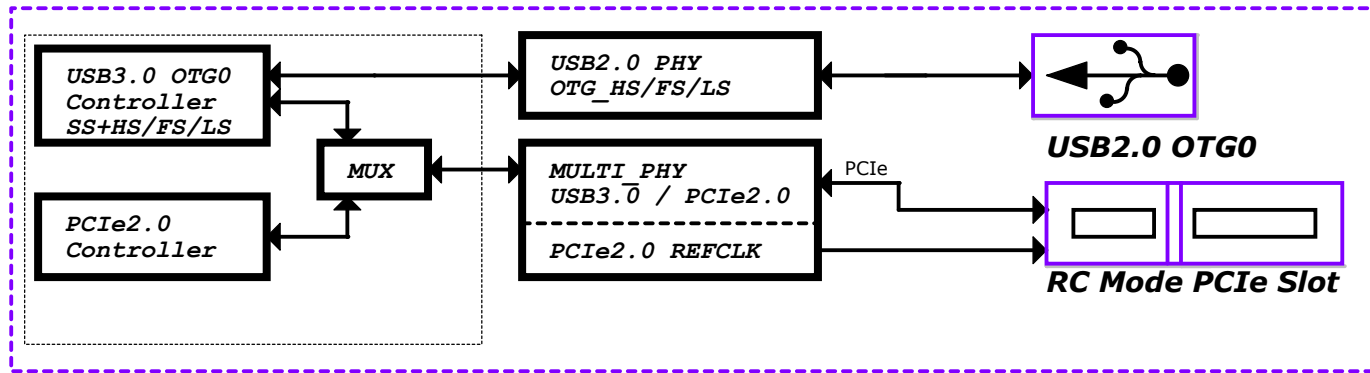 USB3.0 OTG0
Controller
SS+HS/FS/LS
USB2.0 PHY
OTG_HS/FS/LS
USB2.0 OTG0
MUX
MULTI_PHY
USB3.0 / PCIe2.0
PCIe
PCIe2.0
Controller
PCIe2.0 REFCLK
RC Mode PCIe Slot